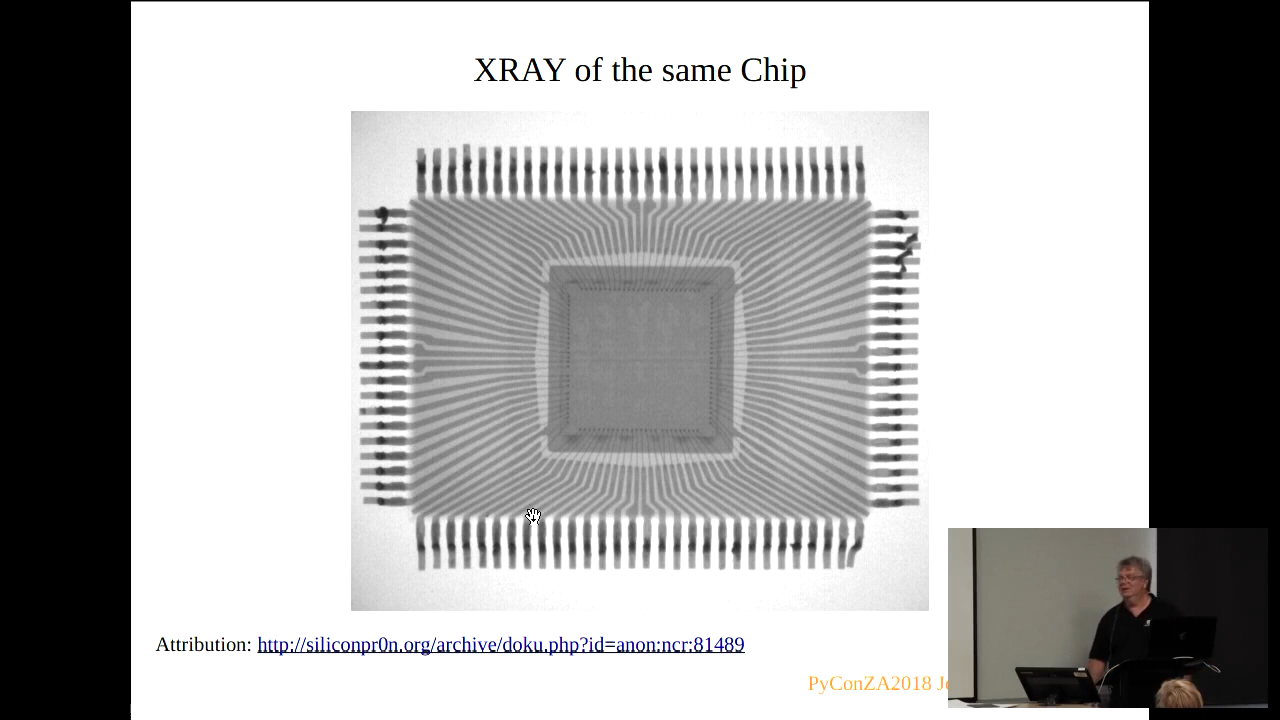 XRAY of the same Chip
Attribution: http://siliconpr0n.org/archive/doku.php?id=anon:ncr:81489
PyConZA2018